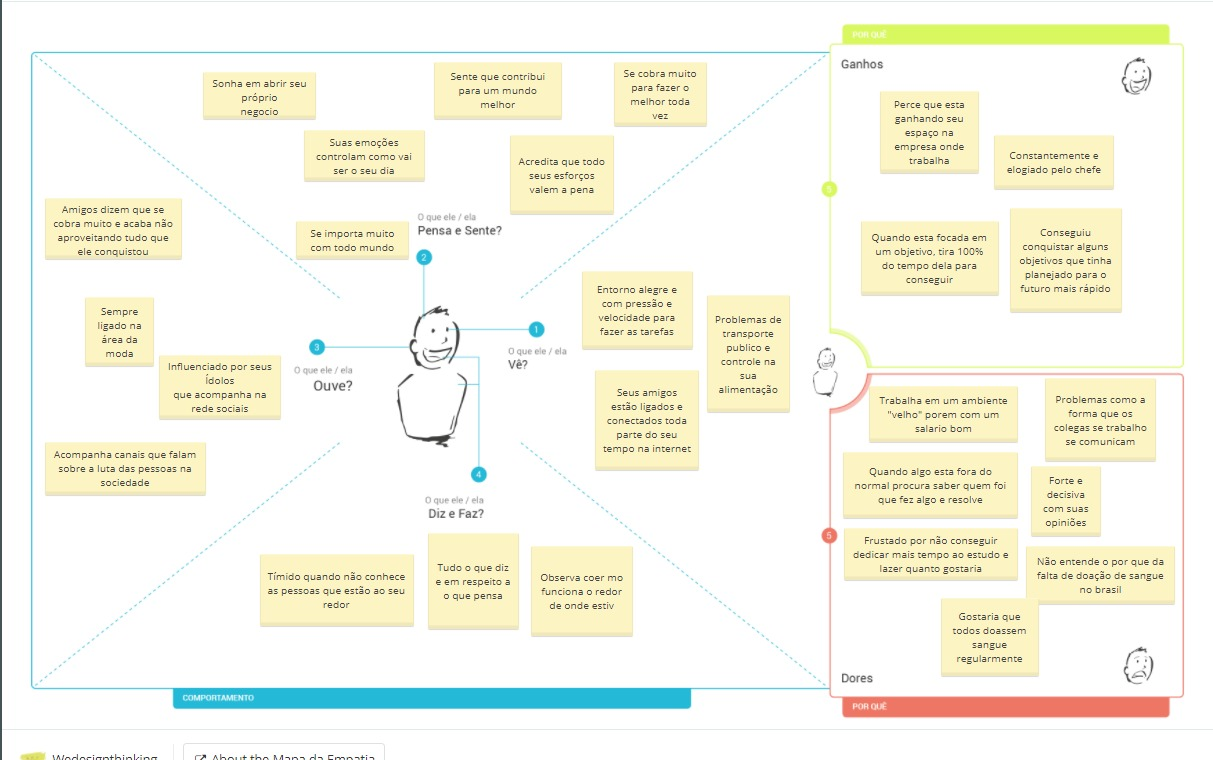 POR QUÊ
Ganhos
Perce que esta
ganhando seu
espaço na
empresa onde
trabalha
Constantemente e
elogiado pelo chefe
Quando esta focada em
um objetivo, tira 100%
do tempo dela para
conseguir
Conseguiu
conquistar alguns
objetivos que tinha
planejado para o
futuro mais rápido
Sonha em abrir seu
próprio
negocio
Sente que contribui
para um mundo
melhor
Se cobra muito
para fazer o
melhor toda
vez
Suas emoções
controlam como vai
ser o seu dia
Acredita que todo
seus esforços
valem a pena
Se importa muito
com todo mundo
O que ele / ela
Pensa e Sente?
2
Amigos dizem que se
cobra muito e acaba não
aproveitando tudo que
ele conquistou
Sempre
ligado na
área da
moda
Influenciado por seus
Ídolos
que acompanha na
rede sociais
Acompanha canais que falam
sobre a luta das pessoas na
sociedade
3
O que ele / ela
Ouve?
1
O que ele / ela
Vê?
Entorno alegre e
com pressão e
velocidade para
fazer as tarefas
Problemas de
transporte
publico e
controle na
sua
alimentação
Seus amigos
estão ligados e
conectados toda
parte do seu
tempo na internet
4
O que ele / ela
Diz e Faz?
Tímido quando não conhece
as pessoas que estão ao seu
redor
Tudo o que diz
e em respeito a
o que pensa
Observa coer mo
funciona o redor
de onde estiv
COMPORTAMENTO
Trabalha em um ambiente
"velho" porem com um
salario bom
Problemas como a
forma que os
colegas se trabalho
se comunicam
Quando algo esta fora do
normal procura saber quem foi
que fez algo e resolve
Forte e
decisiva
com suas
opiniões
5
Frustado por não conseguir
dedicar mais tempo ao estudo e
lazer quanto gostaria
Não entende o por que da
falta de doação de sangue
no brasil
Gostaria que
todos doassem
sangue
regularmente
Dores
POR QUÊ
Wedesignthinking
About the Mapa da Empatia